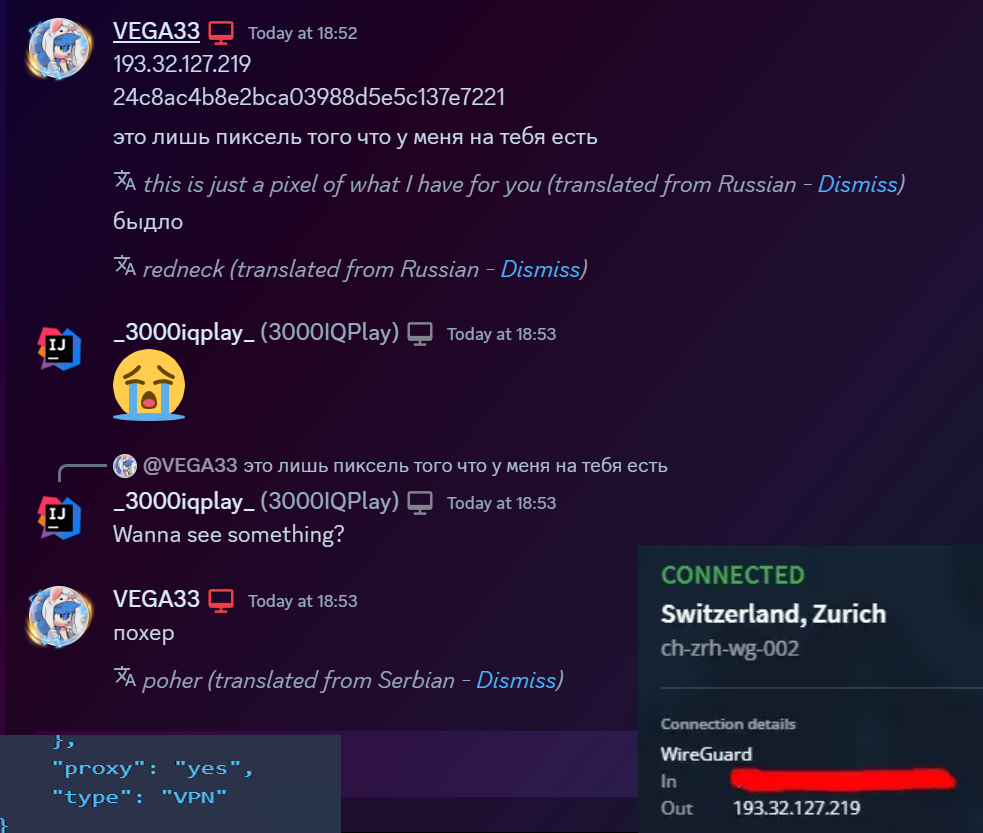 VEGA33 Today at 18:52
193.32.127.219
24c8ac4b8e2bca03988d5e5c137e7221
это лишь пиксель того что у меня на тебя есть
this is just a pixel of what I have for you (translated from Russian - Dismiss)
быдло
redneck (translated from Russian - Dismiss)
IJ
_3000iqplay_ (3000IQPlay) Today at 18:53
@VEGA33 это лишь пиксель того что у меня на тебя есть
IJ
_3000iqplay_ (3000IQPlay) Today at 18:53
Wanna see something?
VEGA33 Today at 18:53
похер
poher (translated from Serbian - Dismiss)
},
"proxy": "yes",
"type": "VPN"
}
CONNECTED
Switzerland, Zurich
ch-zrh-wg-002
Connection details
WireGuard
In
Out 193.32.127.219